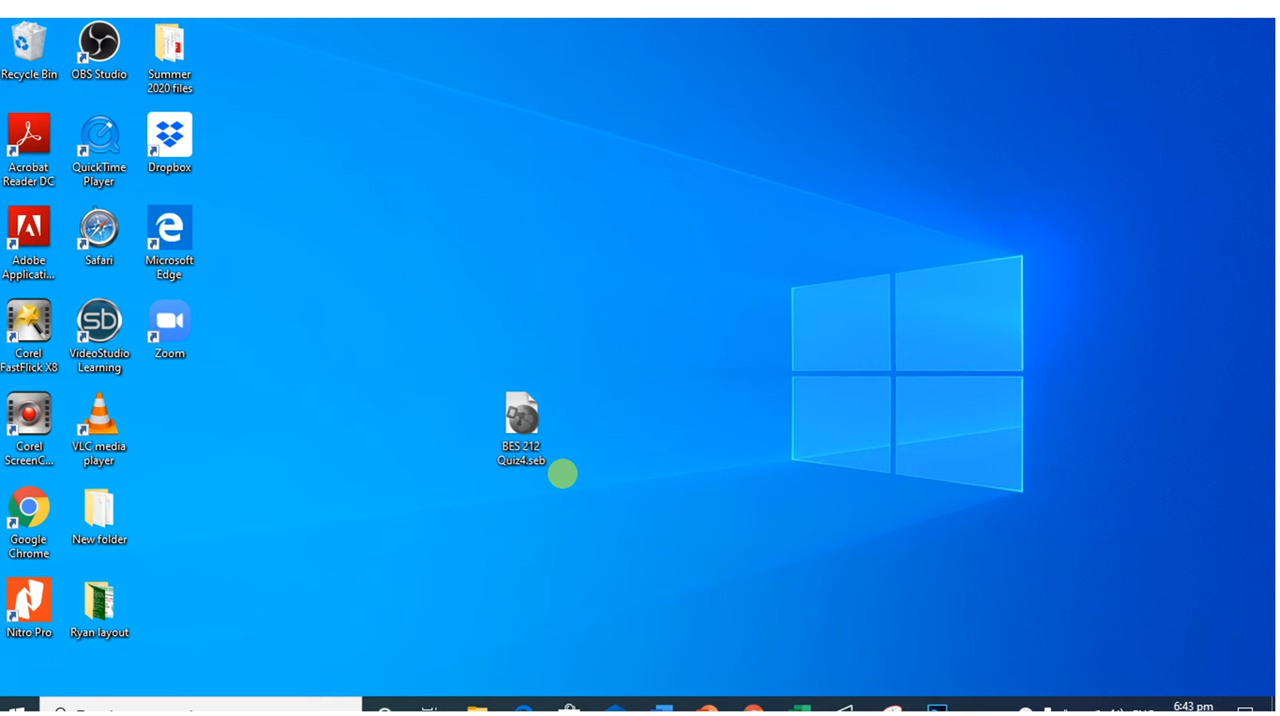 Recycle Bin
OBS Studio
Summer
2020 files
Acrobat
Reader DC
QuickTime
Player
Dropbox
Adobe
Applicati...
Safari
Microsoft
Edge
Corel
FastFlick X8
VideoStudio
Learning
Zoom
Corel
ScreenC...
VLC media
player
BES 212
Quiz4.seb
Google
Chrome
New folder
Nitro Pro
Ryan layout
6:43 pm